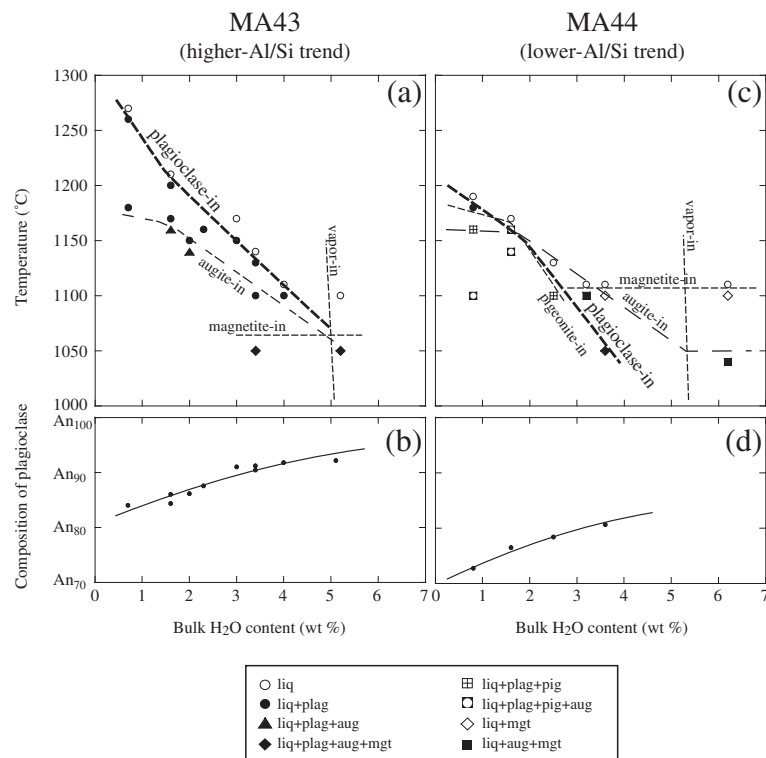 MA43
(higher-Al/Si trend)
MA44
(lower-Al/Si trend)
Temperature (˚C)
1300
1250
1200
1150
1100
1050
1000
(a)
plagioclase-in
augite-in
magnetite-in
vapor-in
(c)
vapor-in
magnetite-in
augite-in
pigeonite-in
plagioclase-in
Composition of plagioclase
An100
An90
An80
An70
(b)
(d)
0 1 2 3 4 5 6 7
0 1 2 3 4 5 6 7
Bulk H2O content (wt %)
Bulk H2O content (wt %)
liq
liq+plag
liq+plag+aug
liq+plag+aug+mgt
liq+plag+pig
liq+plag+pig+aug
liq+mgt
liq+aug+mgt